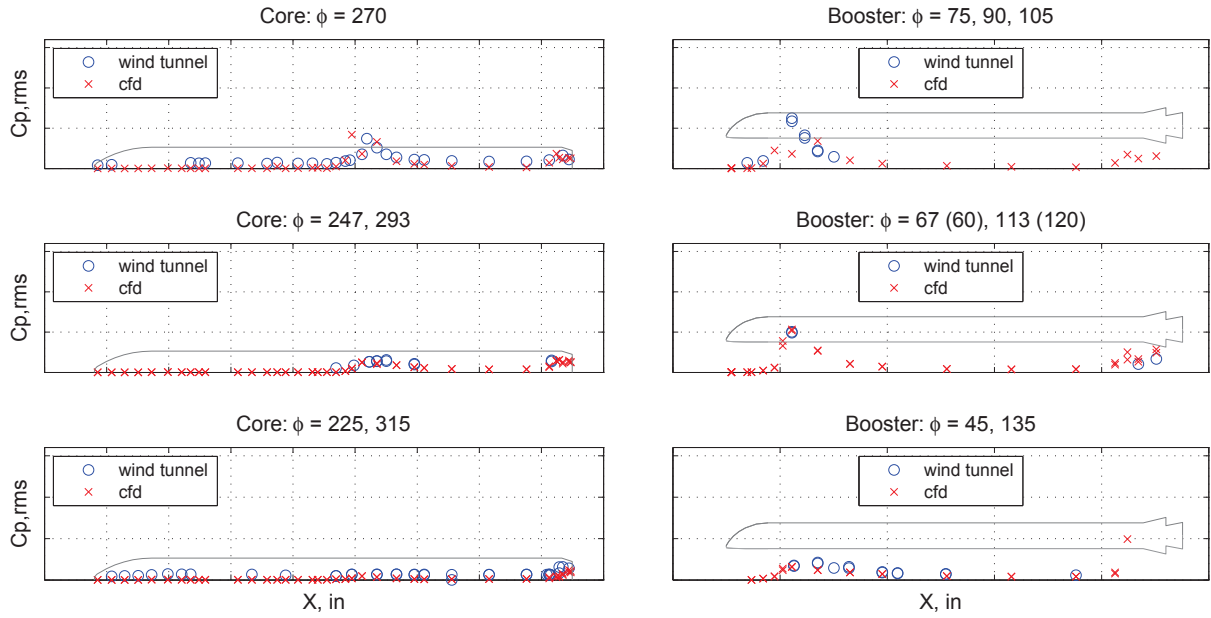 Core: ϕ = 270
Booster: ϕ = 75, 90, 105
wind tunnel
cfd
wind tunnel
cfd
Cp,rms
Core: ϕ = 247, 293
Booster: ϕ = 67 (60), 113 (120)
wind tunnel
cfd
wind tunnel
cfd
Cp,rms
Core: ϕ = 225, 315
Booster: ϕ = 45, 135
wind tunnel
cfd
wind tunnel
cfd
Cp,rms
X, in
X, in